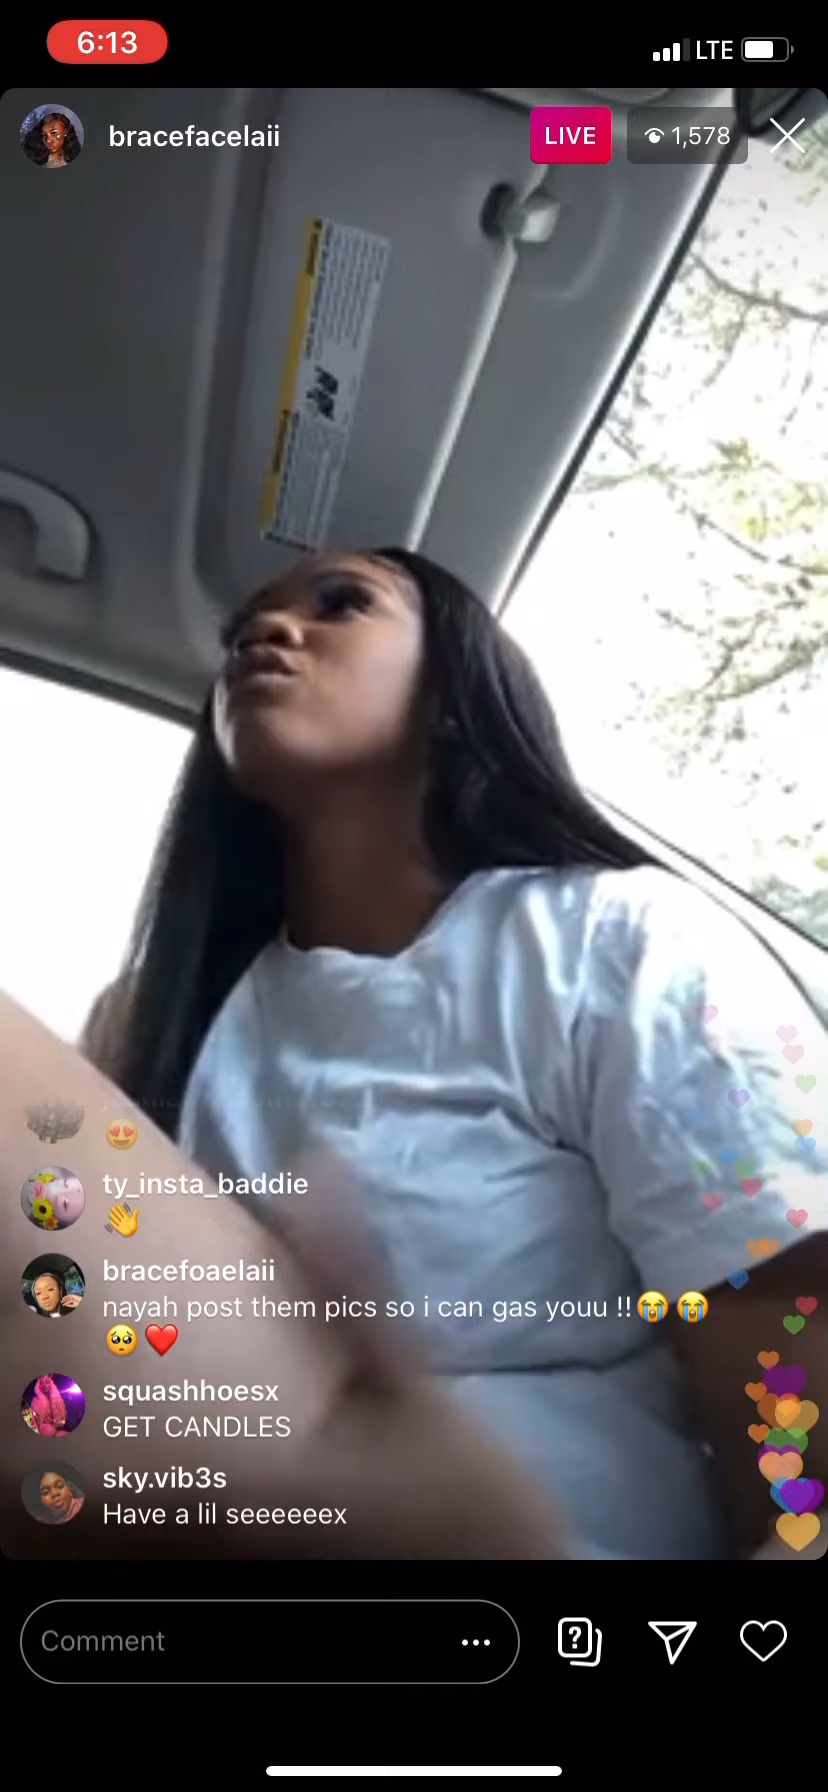 6:13
LTE
bracefacelaii
LIVE
1,578
😍
ty_insta_baddie
👋
bracefoaelaii
nayah post them pics so i can gas youu !!😭😭
🥺❤️
squashhoesx
GET CANDLES
sky.vib3s
Have a lil seeeeeex
Comment